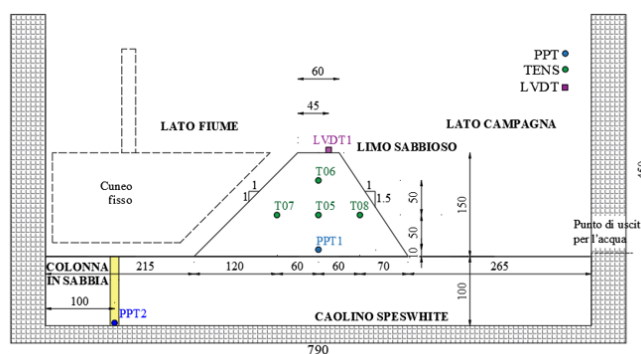 PPT
TENS
LVDT
60
45
LATO FIUME
LATO CAMPAGNA
LVDT1
LIMO SABBIOSO
T06
Cuneo
fisso
1
1
1
1.5
T07
T05
T08
50
50
10
150
PPT1
Punto di uscit
per l'acqua
COLONNA
IN SABBIA
215
120
60
60
70
265
100
100
PPT2
CAOLINO SPESWHITE
790